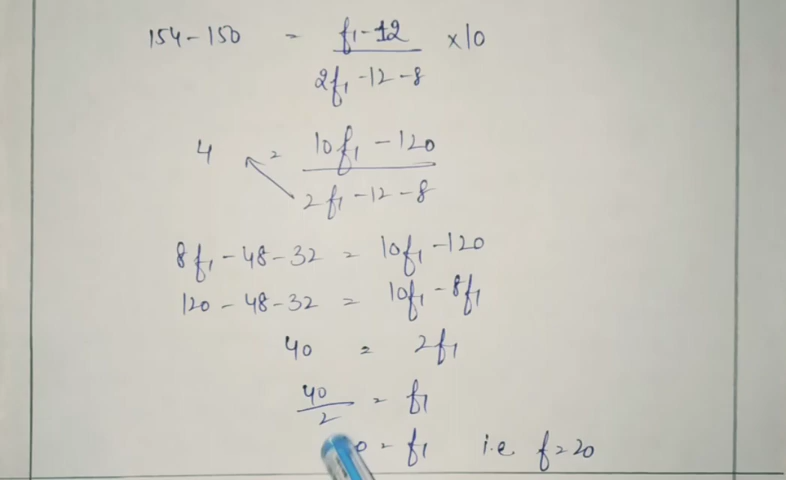 154-150 = f₁-12 / 2f₁-12-8 ×10
4 = 10f₁-120 / 2f₁-12-8
8f₁-48-32 = 10f₁-120
120-48-32 = 10f₁-8f₁
40 = 2f₁
40/2 = f₁
0 = f₁ i.e f=20